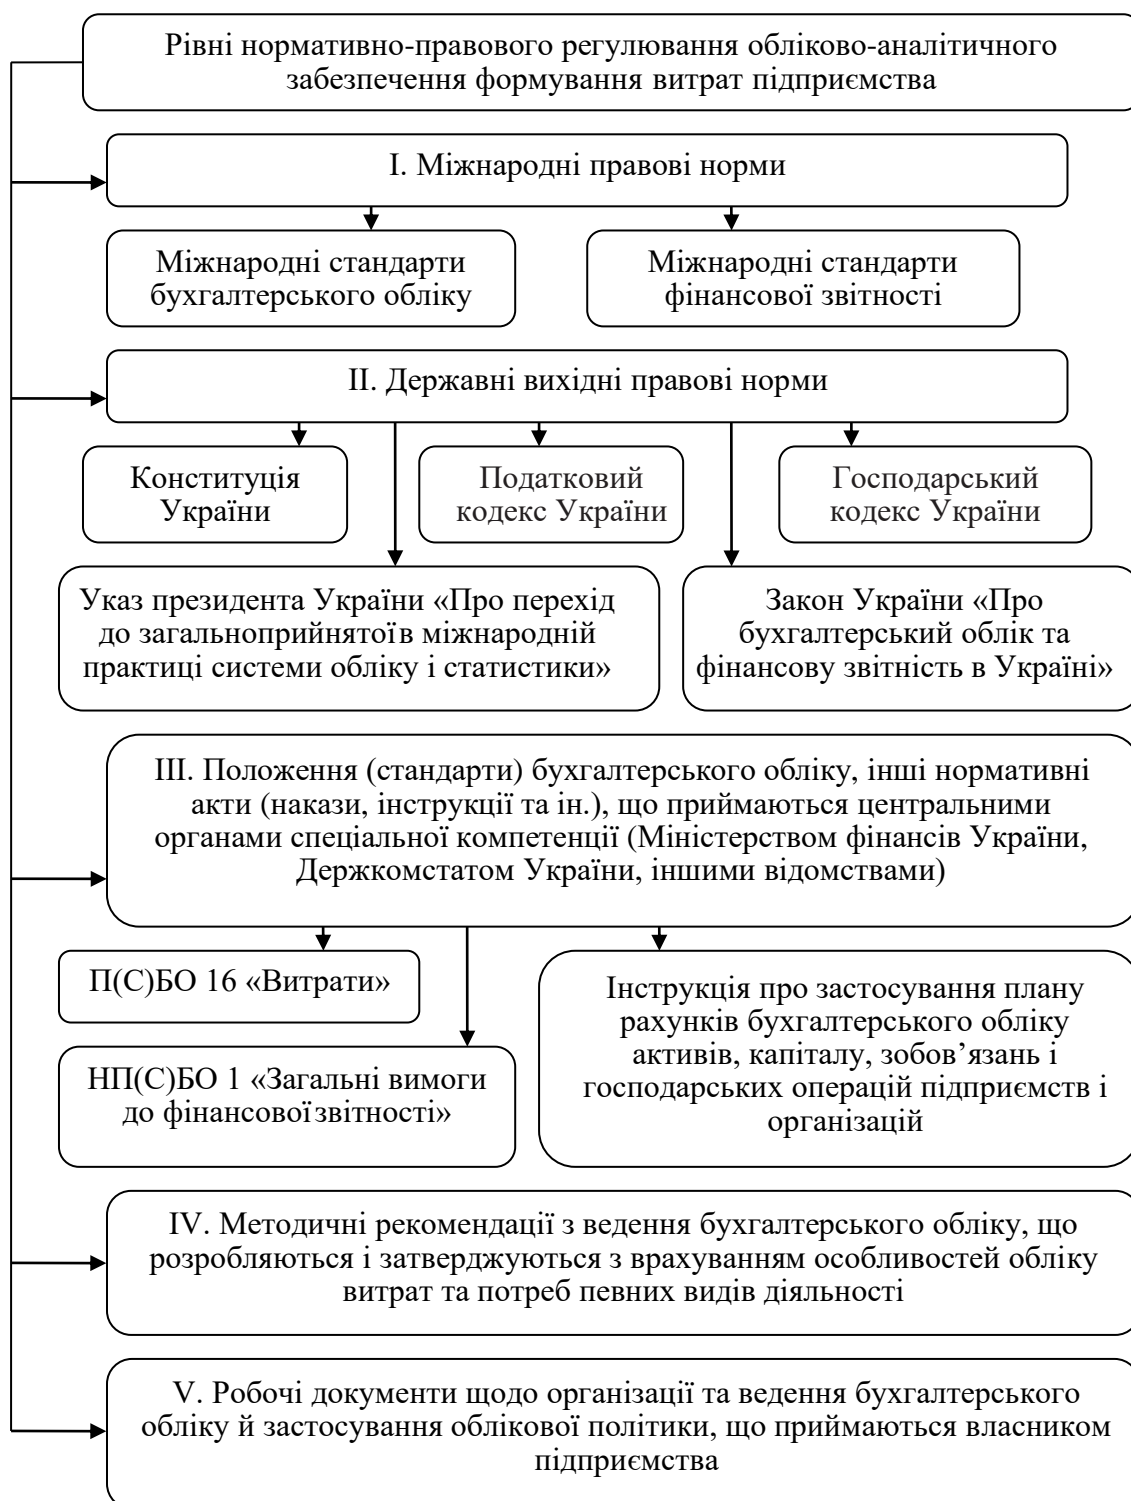 Рівні нормативно-правового регулювання обліково-аналітичного
забезпечення формування витрат підприємства
I. Міжнародні правові норми
Міжнародні стандарти
бухгалтерського обліку
Міжнародні стандарти
фінансової звітності
II. Державні вихідні правові норми
Конституція
України
Податковий
кодекс України
Господарський
кодекс України
Указ президента України «Про перехід
до загальноприйнятої в міжнародній
практиці системи обліку і статистики»
Закон України «Про
бухгалтерський облік та
фінансову звітність в Україні»
III. Положення (стандарти) бухгалтерського обліку, інші нормативні
акти (накази, інструкції та ін.), що приймаються центральними
органами спеціальної компетенції (Міністерством фінансів України,
Держкомстатом України, іншими відомствами)
П(С)БО 16 «Витрати»
НП(С)БО 1 «Загальні вимоги
до фінансової звітності»
Інструкція про застосування плану
рахунків бухгалтерського обліку
активів, капіталу, зобов’язань і
господарських операцій підприємств і
організацій
IV. Методичні рекомендації з ведення бухгалтерського обліку, що
розробляються і затверджуються з врахуванням особливостей обліку
витрат та потреб певних видів діяльності
V. Робочі документи щодо організації та ведення бухгалтерського
обліку й застосування облікової політики, що приймаються власником
підприємства